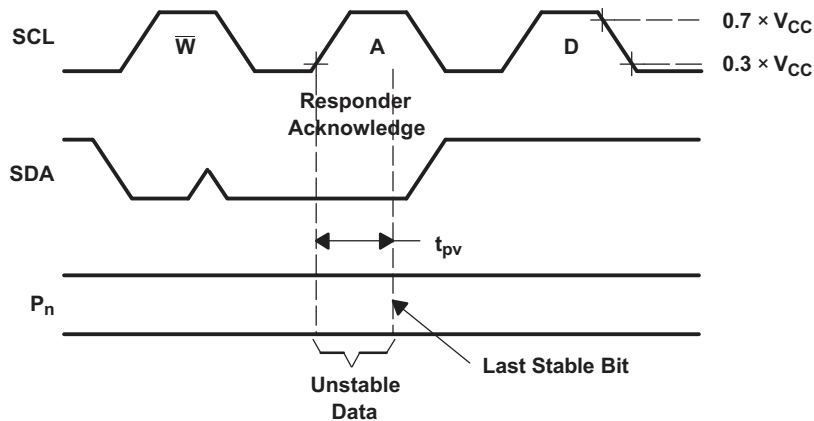 SCL
W̅
A
D
0.7 × VCC
0.3 × VCC
Responder
Acknowledge
SDA
tpv
Pn
Last Stable Bit
Unstable
Data